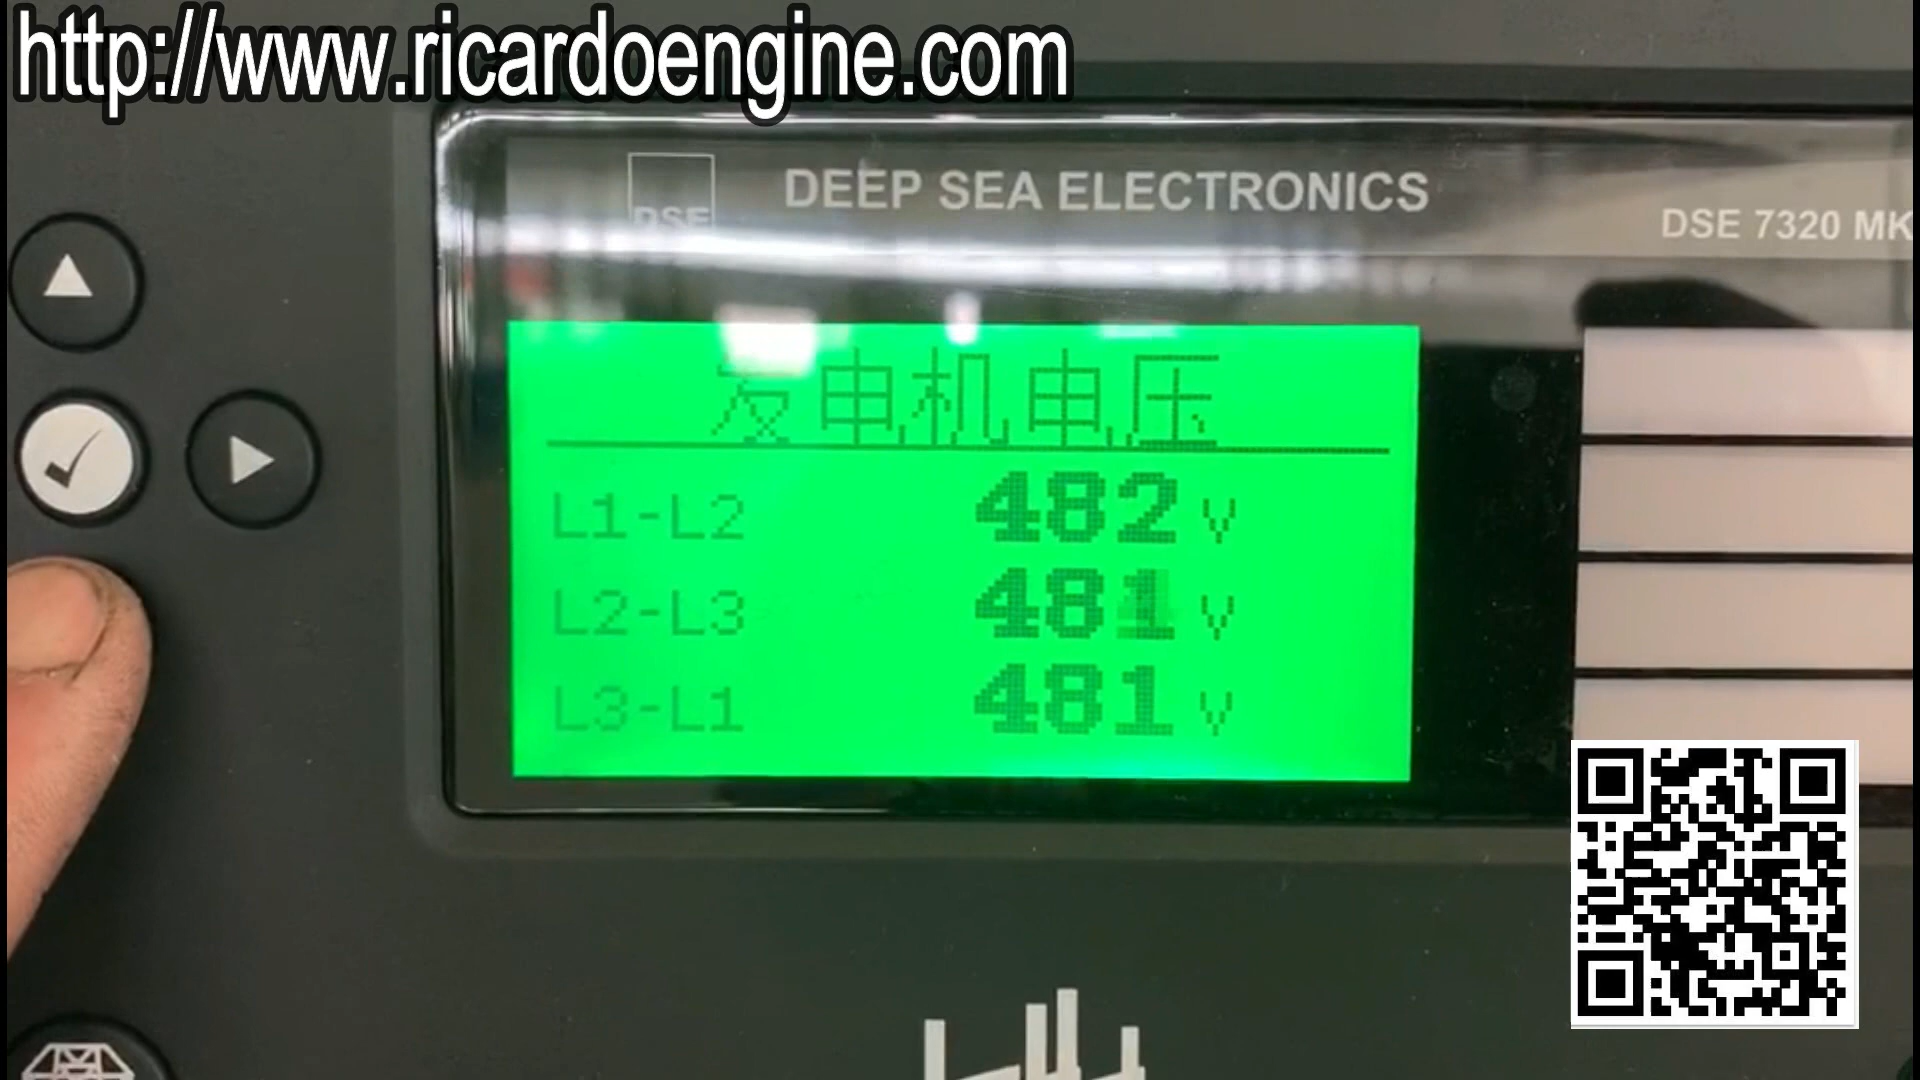 http://www.ricardoengine.com
DSE
DEEP SEA ELECTRONICS
DSE 7320 MK
发电机电压
L1-L2 482 V
L2-L3 481 V
L3-L1 481 V